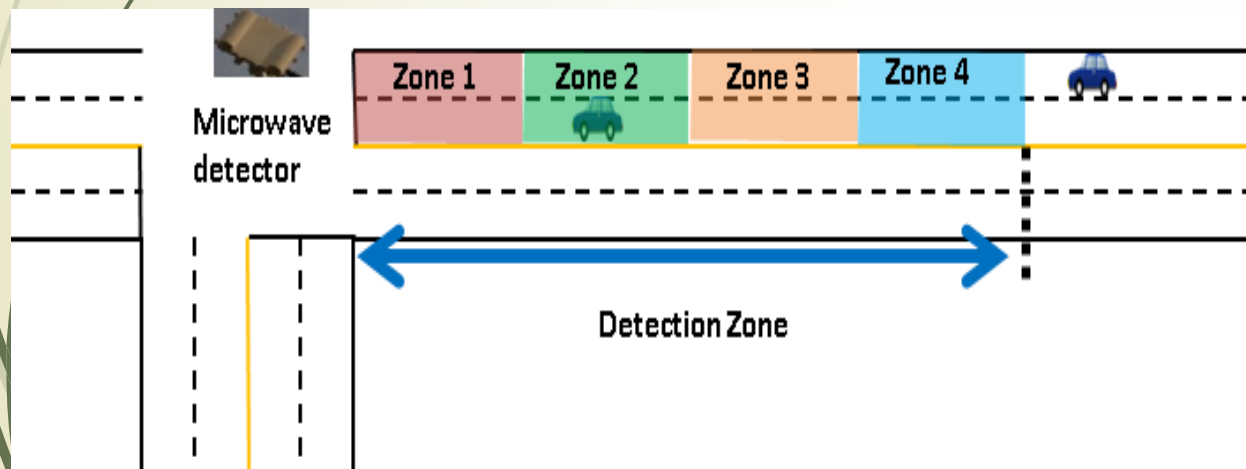 Zone 1
Zone 2
Zone 3
Zone 4
Microwave
detector
Detection Zone